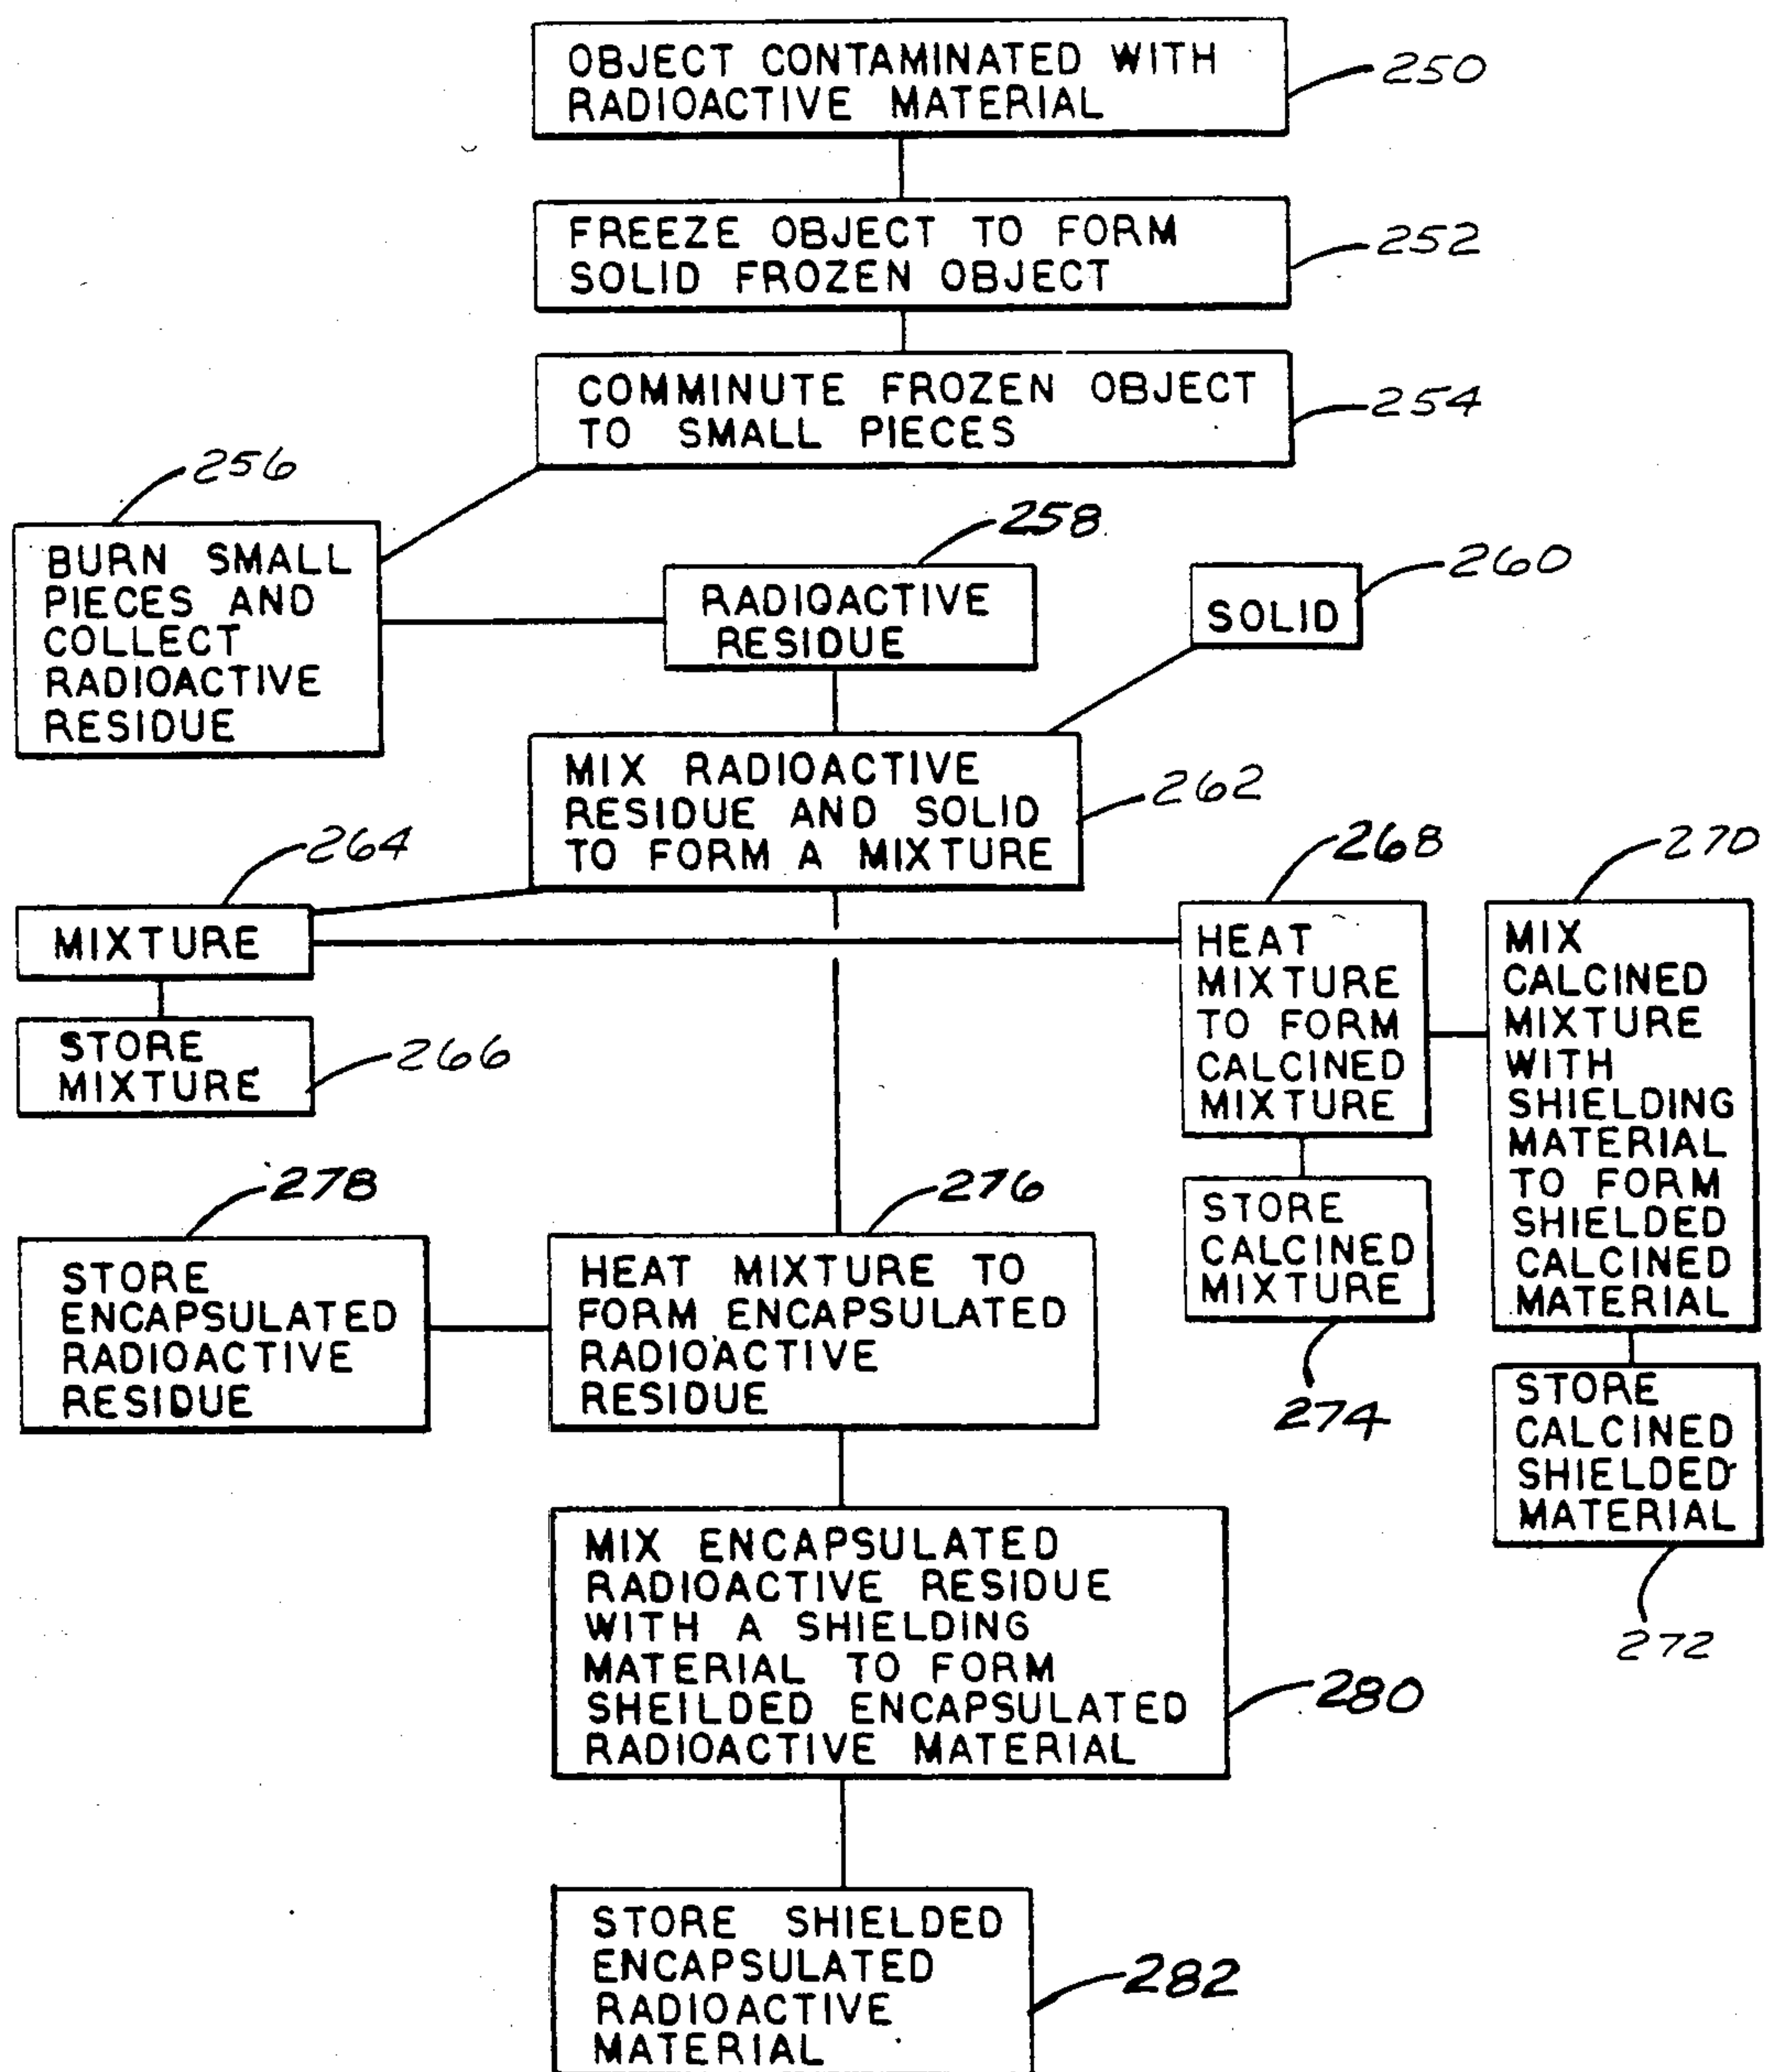 OBJECT CONTAMINATED WITH
RADIOACTIVE MATERIAL
250
FREEZE OBJECT TO FORM
SOLID FROZEN OBJECT
252
COMMINUTE FROZEN OBJECT
TO SMALL PIECES
254
256
BURN SMALL
PIECES AND
COLLECT
RADIOACTIVE
RESIDUE
258
RADIOACTIVE
RESIDUE
260
SOLID
MIX RADIOACTIVE
RESIDUE AND SOLID
TO FORM A MIXTURE
262
264
MIXTURE
STORE
MIXTURE
266
268
HEAT
MIXTURE
TO FORM
CALCINED
MIXTURE
270
MIX
CALCINED
MIXTURE
WITH
SHIELDING
MATERIAL
TO FORM
SHIELDED
CALCINED
MATERIAL
STORE
CALCINED
MIXTURE
274
STORE
CALCINED
SHIELDED
MATERIAL
272
278
STORE
ENCAPSULATED
RADIOACTIVE
RESIDUE
276
HEAT MIXTURE TO
FORM ENCAPSULATED
RADIOACTIVE
RESIDUE
MIX ENCAPSULATED
RADIOACTIVE RESIDUE
WITH A SHIELDING
MATERIAL TO FORM
SHEILDED ENCAPSULATED
RADIOACTIVE MATERIAL
280
STORE SHIELDED
ENCAPSULATED
RADIOACTIVE
MATERIAL
282